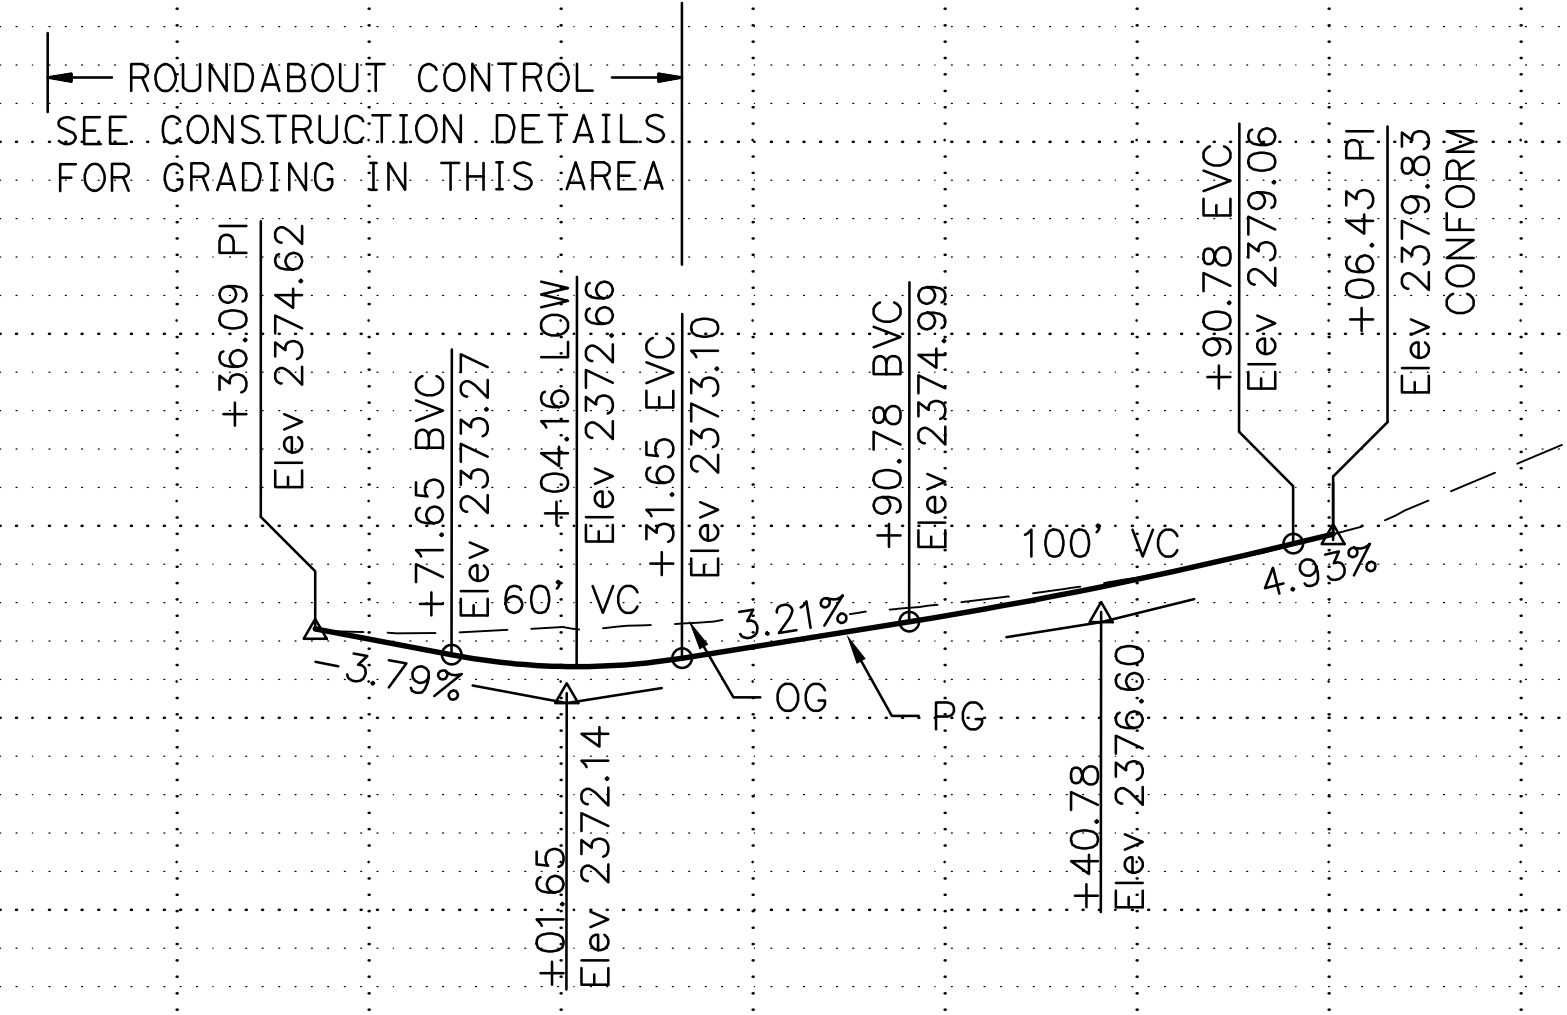 ROUNDABOUT CONTROL
SEE CONSTRUCTION DETAILS
FOR GRADING IN THIS AREA
+36.09 PI
Elev 2374.62
+71.65 BVC
Elev 2373.27
+04.16 LOW
Elev 2372.66
+31.65 EVC
Elev 2373.10
+90.78 BVC
Elev 2374.99
+90.78 EVC
Elev 2379.06
+06.43 PI
Elev 2379.83
CONFORM
60' VC
100' VC
-3.79%
3.21%
4.93%
OG
PG
+01.65
Elev 2372.14
+40.78
Elev 2376.60